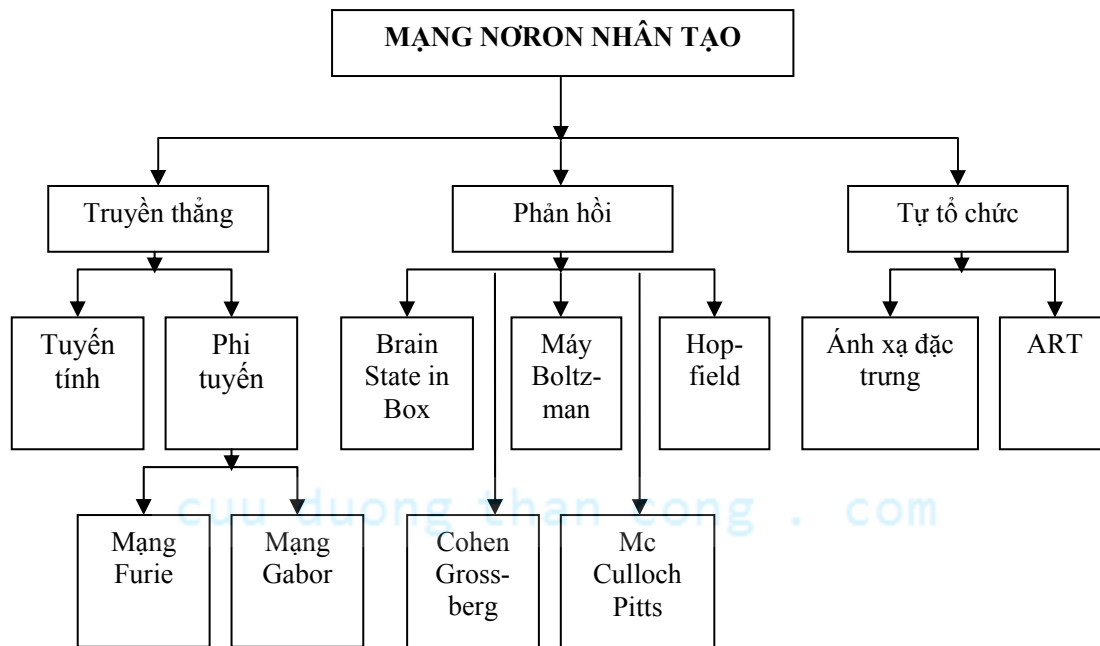 MẠNG NƠRON NHÂN TẠO
Truyền thẳng
Phản hồi
Tự tổ chức
Tuyến
tính
Phi
tuyến
Brain
State in
Box
Máy
Boltz-
man
Hop-
field
Ánh xạ đặc
trưng
ART
cuu duong than cong . com
Mạng
Furie
Mạng
Gabor
Cohen
Gross-
berg
Mc
Culloch
Pitts